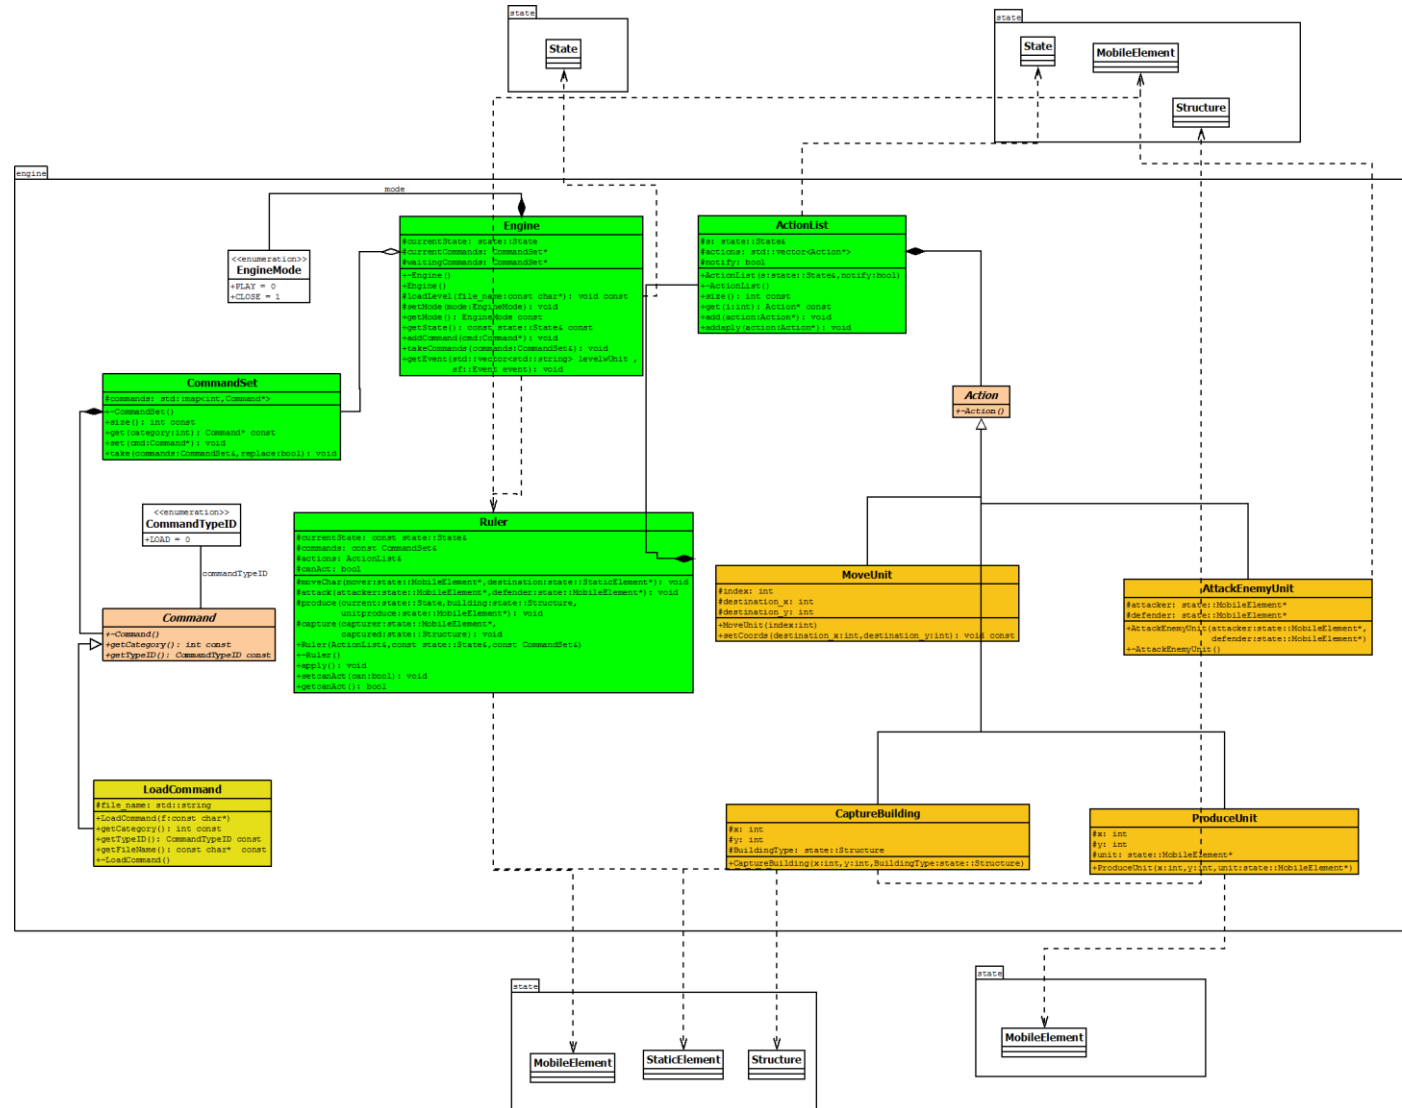 state
State
state
State
MobileElement
Structure
engine
mode
<<enumeration>>
EngineMode
+PLAY = 0
+CLOSE = 1
Engine
#currentState: state::State
#currentCommands: CommandSet*
#waitingCommands: CommandSet*
+~Engine()
+Engine()
#loadLevel(file_name:const char*): void const
#setMode(mode:EngineMode): void
+getMode(): EngineMode const
+getState(): const state::State& const
+addCommand(cmd:Command*): void
+takeCommands(commands:CommandSet&): void
+getEvent(std::vector<std::string> levelwUnit ,
sf::Event event): void
ActionList
#s: state::State&
#actions: std::vector<Action*>
#notify: bool
+ActionList(s:state::State&,notify:bool)
+~ActionList()
+size(): int const
+get(i:int): Action* const
+add(action:Action*): void
+addaply(action:Action*): void
CommandSet
#commands: std::map<int,Command*>
+~CommandSet()
+size(): int const
+get(category:int): Command* const
+set(cmd:Command*): void
+take(commands:CommandSet&,replace:bool): void
Action
+~Action()
<<enumeration>>
CommandTypeID
+LOAD = 0
commandTypeID
Command
+~Command()
+getCategory(): int const
+getTypeID(): CommandTypeID const
Ruler
#currentState: const state::State&
#commands: const CommandSet&
#actions: ActionList&
#canAct: bool
#moveChar(mover:state::MobileElement*,destination:state::StaticElement*): void
#attack(attacker:state::MobileElement*,defender:state::MobileElement*): void
#produce(current:state::State,building:state::Structure,
unitproduce:state::MobileElement*): void
#capture(capturer:state::MobileElement*,
captured:state::Structure): void
+Ruler(ActionList&,const state::State&,const CommandSet&)
+~Ruler()
+apply(): void
+setcanAct(can:bool): void
+getcanAct(): bool
MoveUnit
#index: int
#destination_x: int
#destination_y: int
+MoveUnit(index:int)
+setCoords(destination_x:int,destination_y:int): void const
AttackEnemyUnit
#attacker: state::MobileElement*
#defender: state::MobileElement*
+AttackEnemyUnit(attacker:state::MobileElement*,
defender:state::MobileElement*)
+~AttackEnemyUnit()
LoadCommand
#file_name: std::string
+LoadCommand(f:const char*)
+getCategory(): int const
+getTypeID(): CommandTypeID const
+getFileName(): const char*  const
+~LoadCommand()
CaptureBuilding
#x: int
#y: int
#BuildingType: state::Structure
+CaptureBuilding(x:int,y:int,BuildingType:state::Structure)
ProduceUnit
#x: int
#y: int
#unit: state::MobileElement*
+ProduceUnit(x:int,y:int,unit:state::MobileElement*)
state
MobileElement
StaticElement
Structure
state
MobileElement